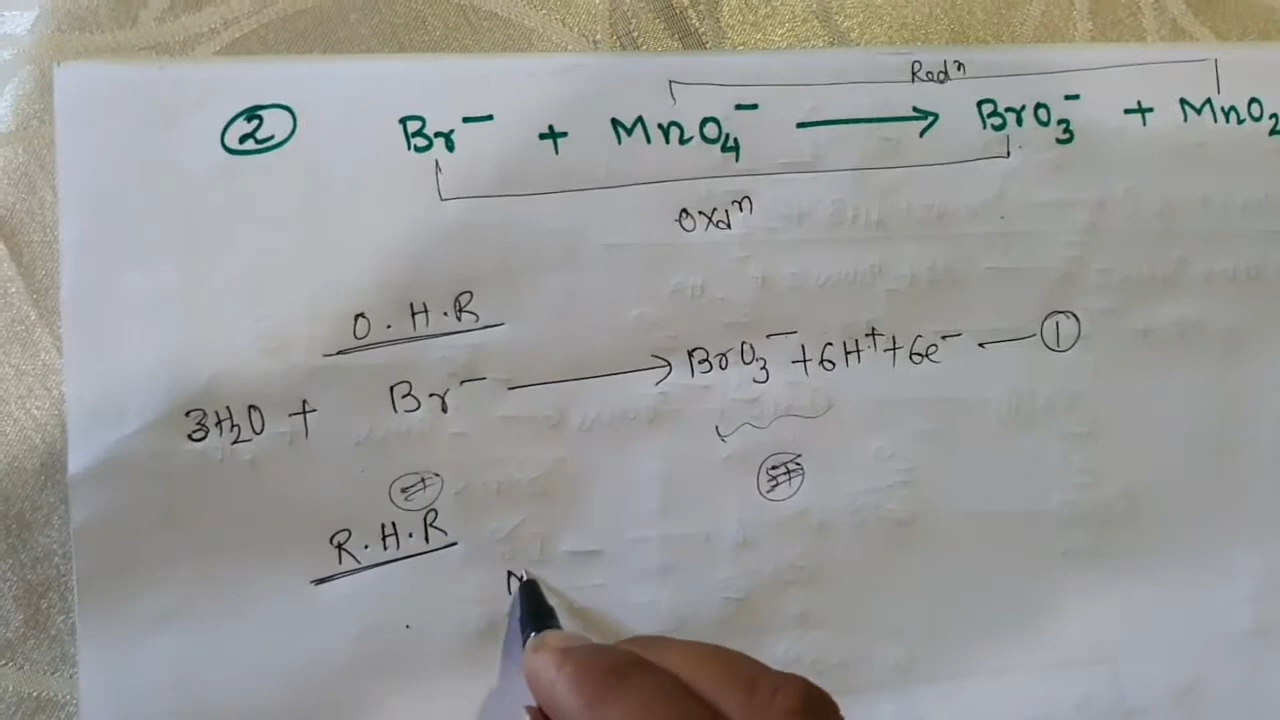 Redⁿ
② Br⁻ + MnO₄⁻ ⟶ BrO₃⁻ + MnO₂
Oxdⁿ
O.H.R
3H₂O + Br⁻ ⟶ BrO₃⁻ + 6H⁺ + 6e⁻ — ①
R.H.R